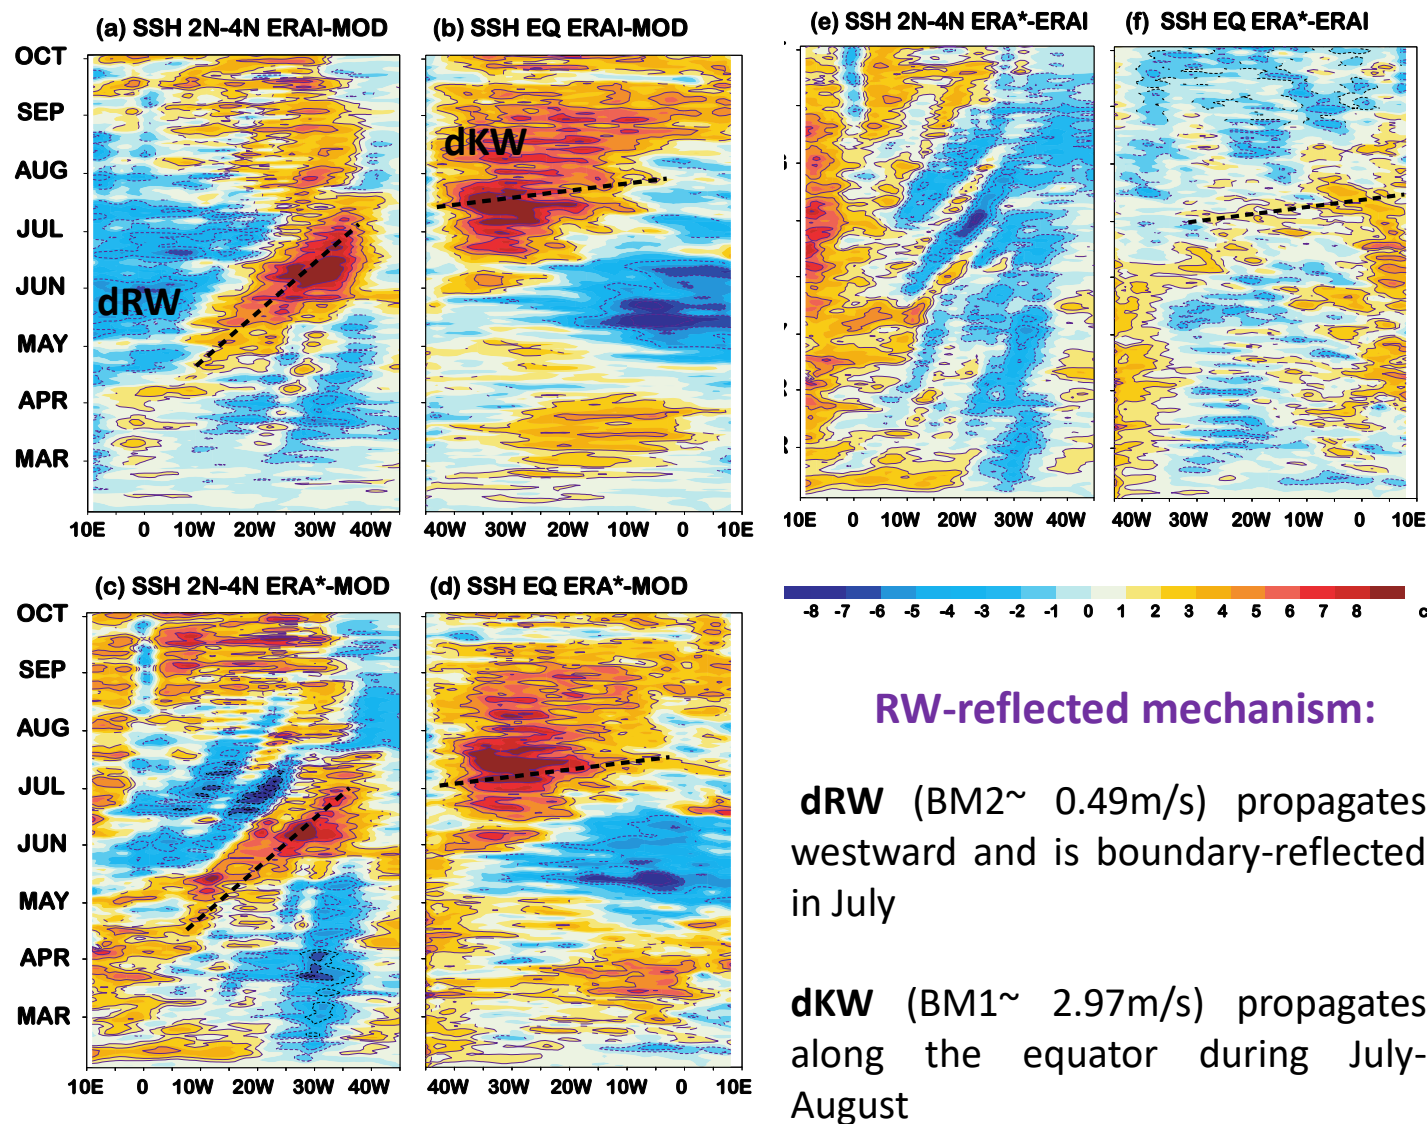 (a) SSH 2N-4N ERAI-MOD
(b) SSH EQ ERAI-MOD
OCT
SEP
AUG
JUL
JUN
MAY
APR
MAR
dRW
dKW
10E 0 10W 20W 30W 40W
40W 30W 20W 10W 0 10E
(e) SSH 2N-4N ERA*-ERAI
(f) SSH EQ ERA*-ERAI
10E 0 10W 20W 30W 40W
40W 30W 20W 10W 0 10E
(c) SSH 2N-4N ERA*-MOD
(d) SSH EQ ERA*-MOD
OCT
SEP
AUG
JUL
JUN
MAY
APR
MAR
10E 0 10W 20W 30W 40W
40W 30W 20W 10W 0 10E
-8 -7 -6 -5 -4 -3 -2 -1 0 1 2 3 4 5 6 7 8 c
RW-reflected mechanism:
dRW (BM2~ 0.49m/s) propagates
westward and is boundary-reflected
in July
dKW (BM1~ 2.97m/s) propagates
along the equator during July-
August